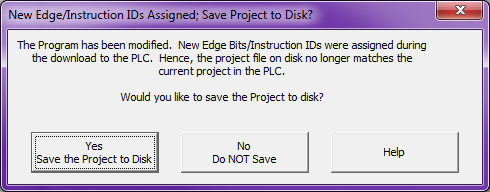 New Edge/Instruction IDs Assigned; Save Project to Disk?
The Program has been modified. New Edge Bits/Instruction IDs were assigned during
the download to the PLC. Hence, the project file on disk no longer matches the
current project in the PLC.
Would you like to save the Project to disk?
Yes
Save the Project to Disk
No
Do NOT Save
Help